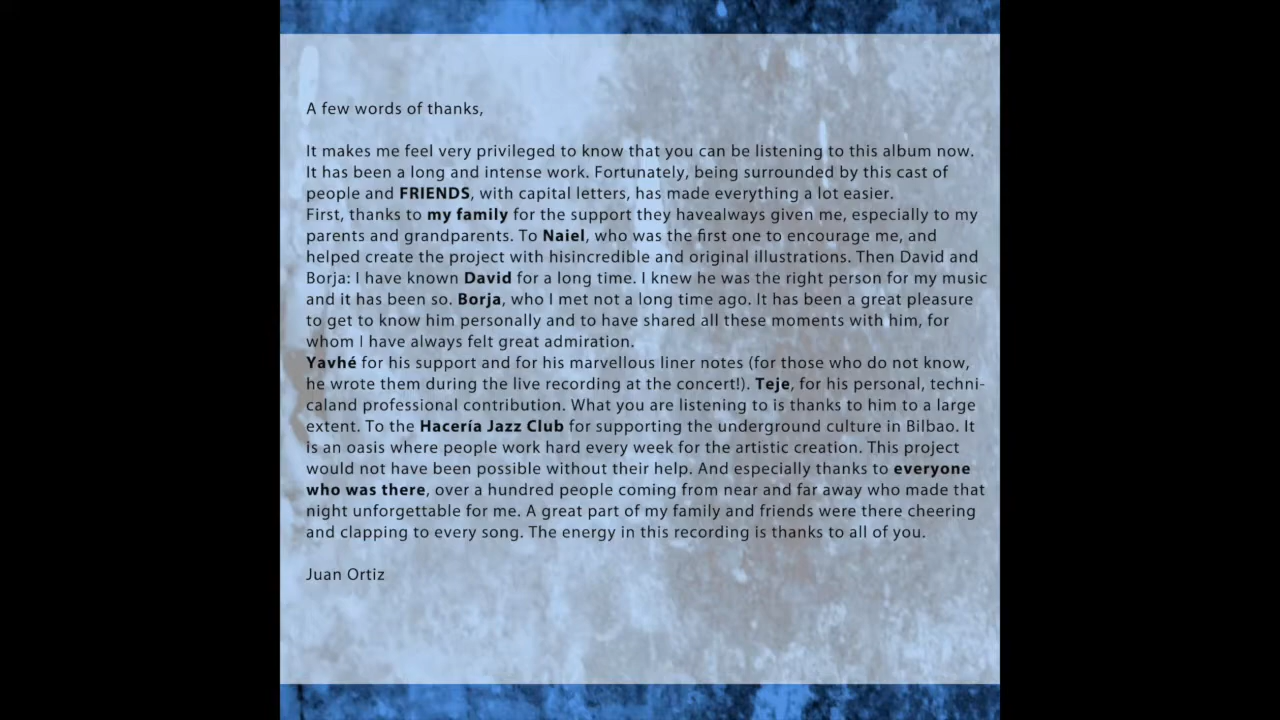 A few words of thanks,
It makes me feel very privileged to know that you can be listening to this album now.
It has been a long and intense work. Fortunately, being surrounded by this cast of
people and FRIENDS, with capital letters, has made everything a lot easier.
First, thanks to my family for the support they havealways given me, especially to my
parents and grandparents. To Naiel, who was the first one to encourage me, and
helped create the project with hisincredible and original illustrations. Then David and
Borja: I have known David for a long time. I knew he was the right person for my music
and it has been so. Borja, who I met not a long time ago. It has been a great pleasure
to get to know him personally and to have shared all these moments with him, for
whom I have always felt great admiration.
Yavhé for his support and for his marvellous liner notes (for those who do not know,
he wrote them during the live recording at the concert!). Teje, for his personal, techni-
caland professional contribution. What you are listening to is thanks to him to a large
extent. To the Hacería Jazz Club for supporting the underground culture in Bilbao. It
is an oasis where people work hard every week for the artistic creation. This project
would not have been possible without their help. And especially thanks to everyone
who was there, over a hundred people coming from near and far away who made that
night unforgettable for me. A great part of my family and friends were there cheering
and clapping to every song. The energy in this recording is thanks to all of you.
Juan Ortiz